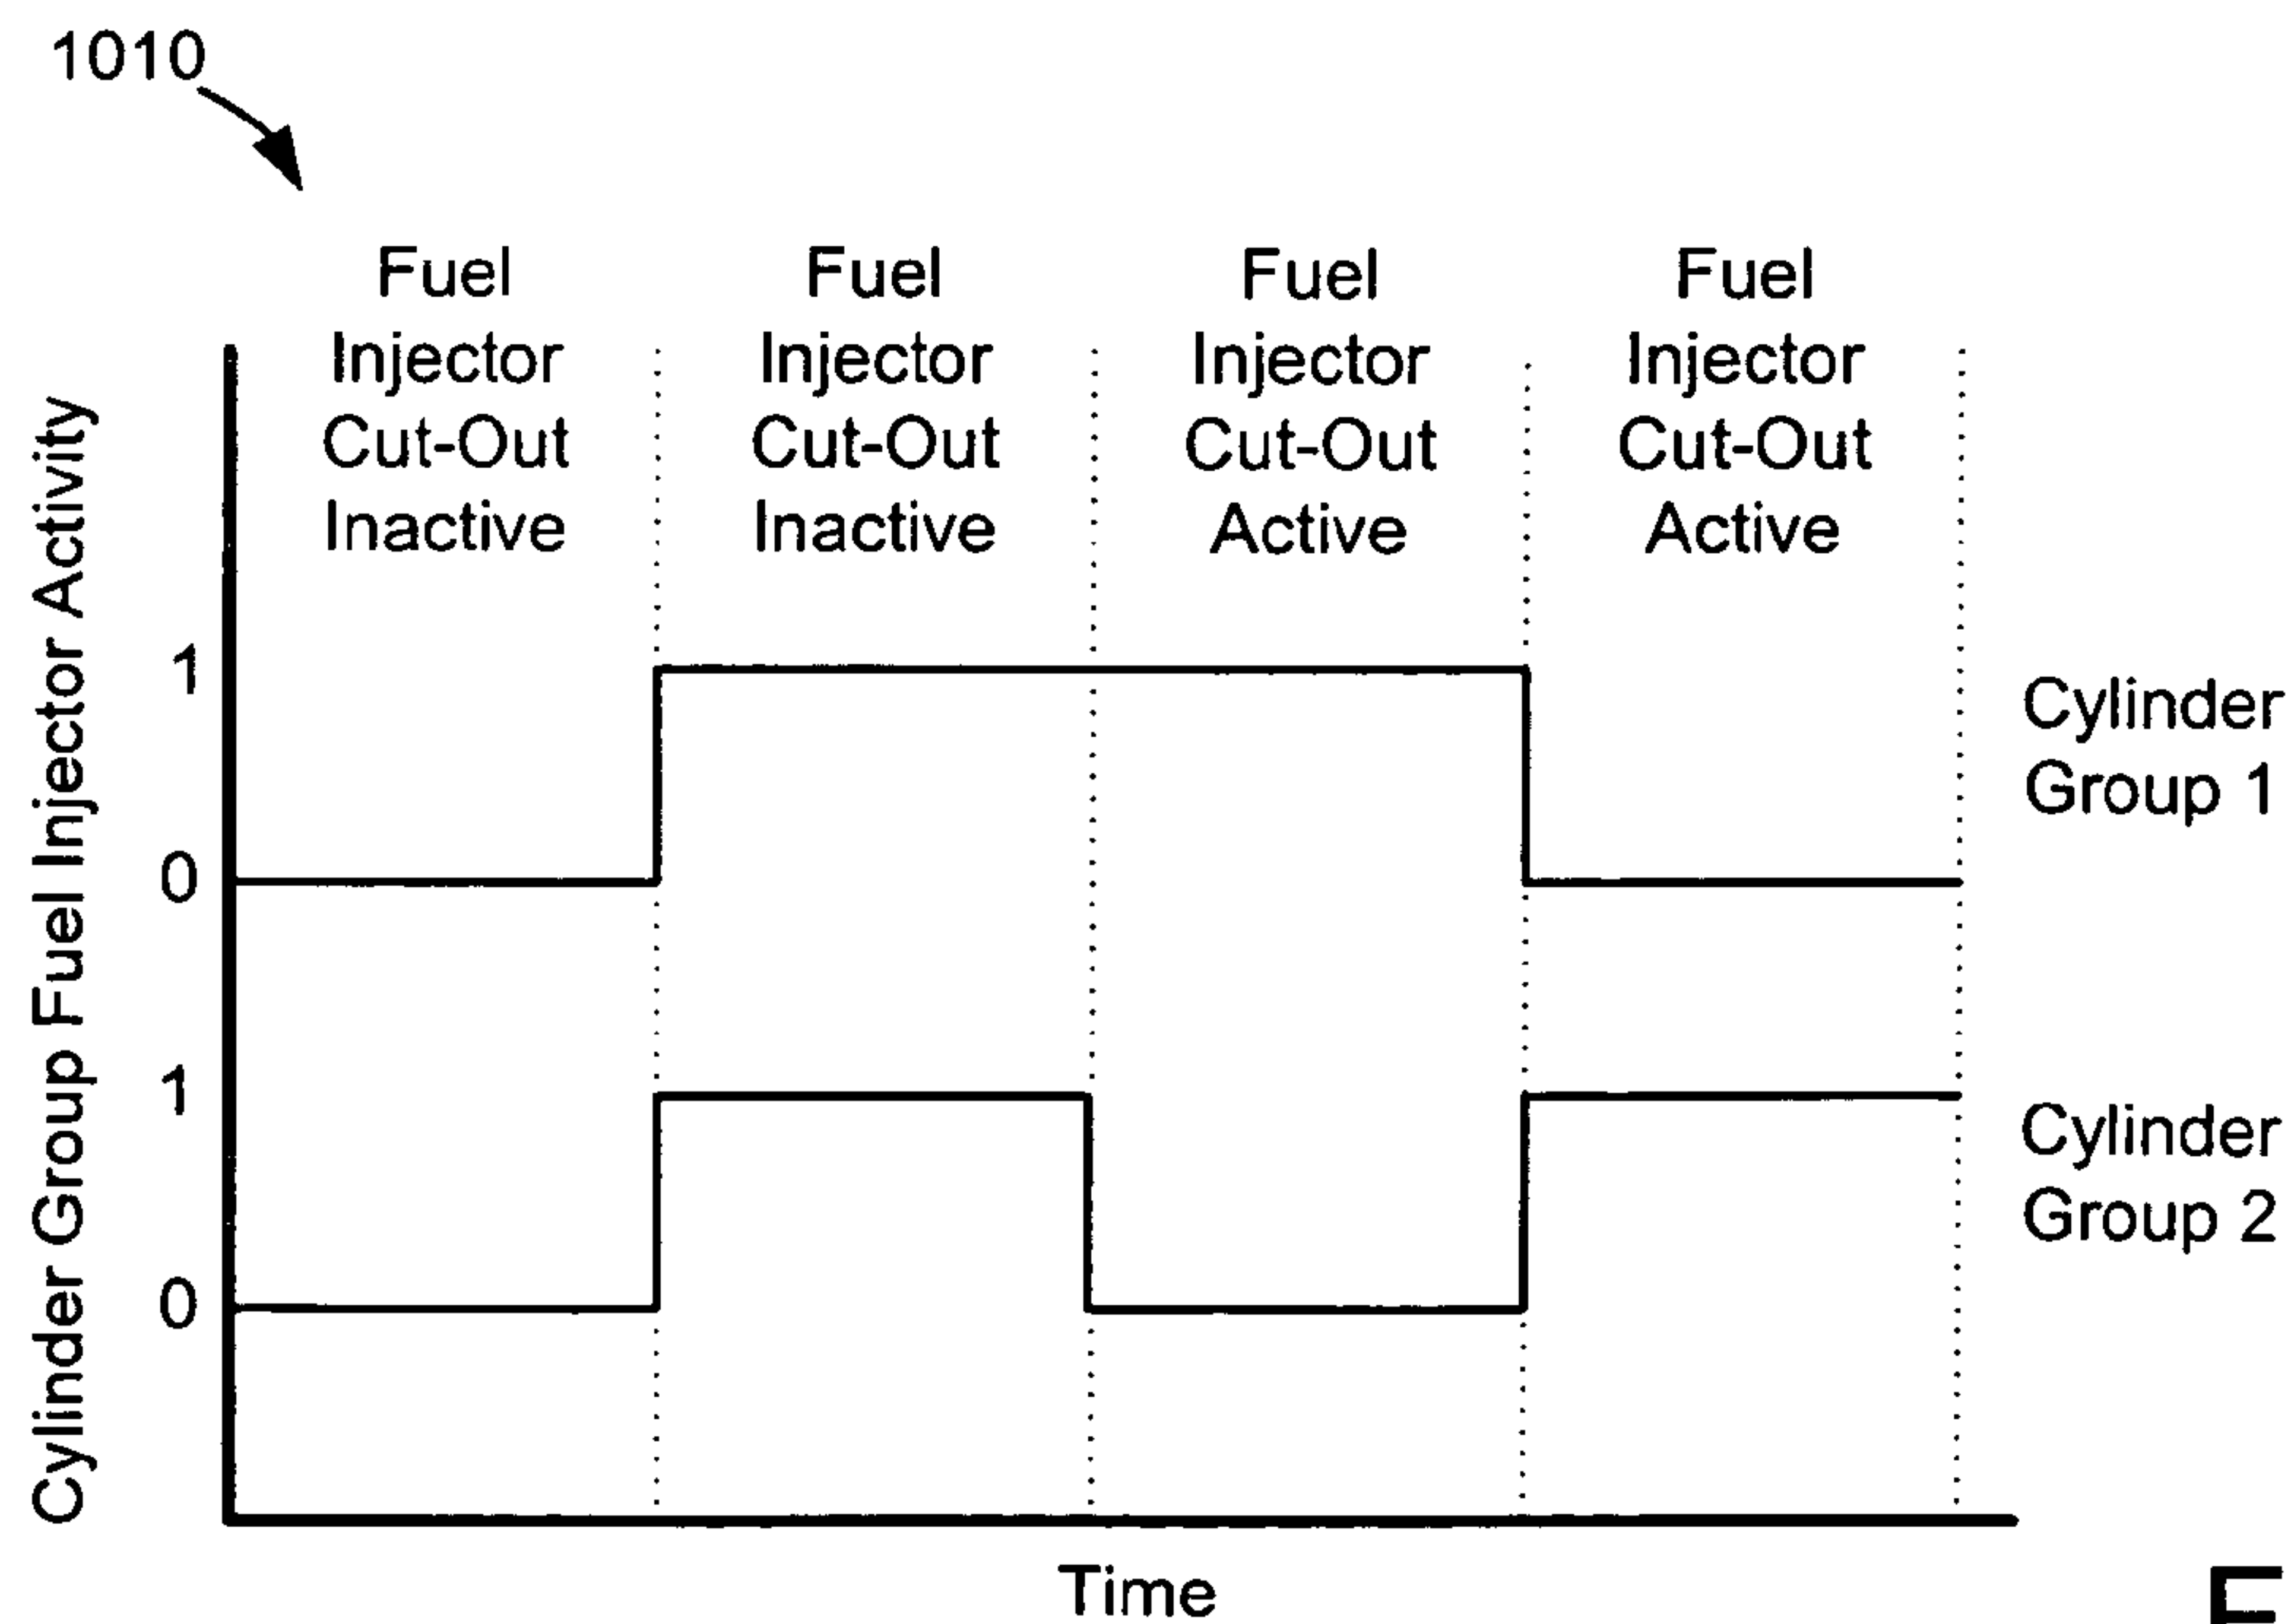 1010
Fuel
Injector
Cut-Out
Inactive
Fuel
Injector
Cut-Out
Inactive
Fuel
Injector
Cut-Out
Active
Fuel
Injector
Cut-Out
Active
Cylinder Group Fuel Injector Activity
1
0
Cylinder
Group 1
1
0
Cylinder
Group 2
Time